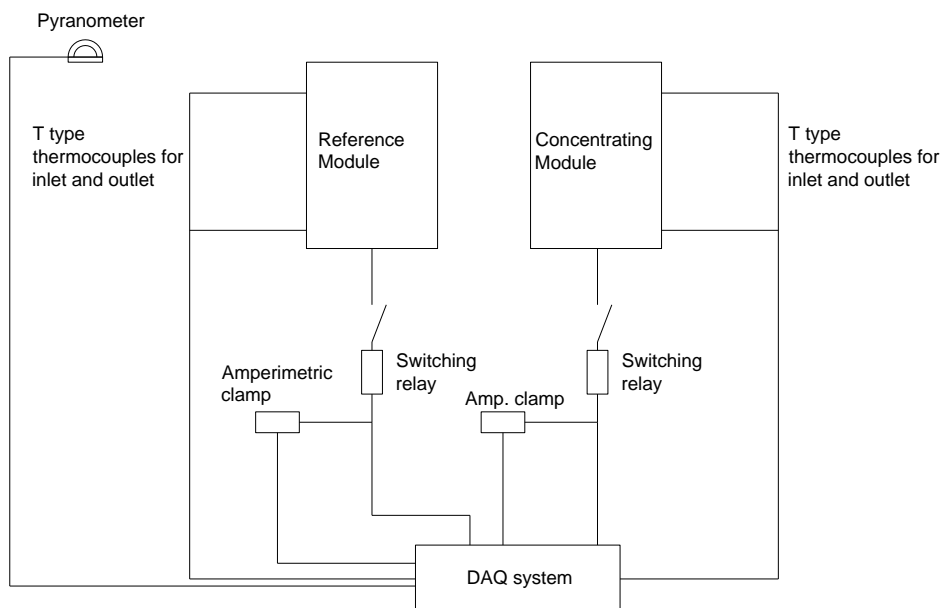 Pyranometer
T type
thermocouples for
inlet and outlet
Reference
Module
Concentrating
Module
T type
thermocouples for
inlet and outlet
Amperimetric
clamp
Switching
relay
Amp. clamp
Switching
relay
DAQ system